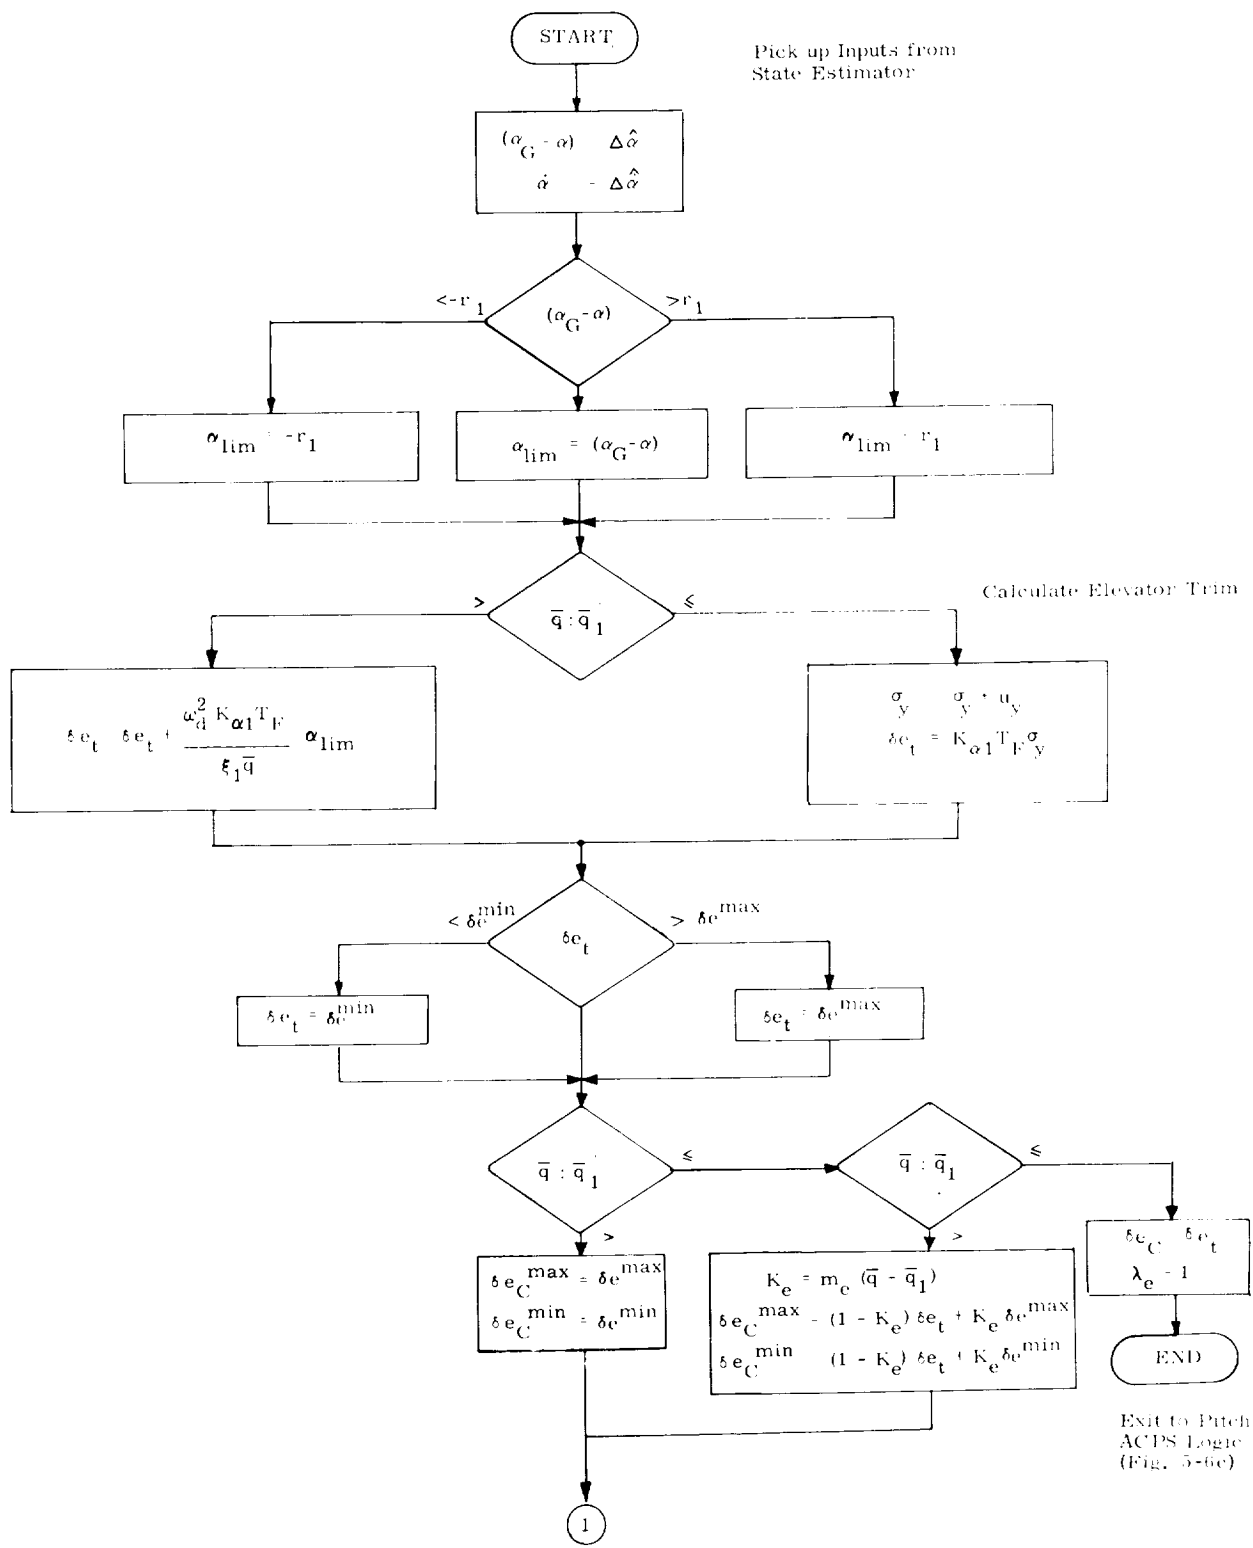 START
Pick up Inputs from
State Estimator
(α_G - α) Δα̂
α̇ - Δα̂
<-r_1
(α_G-α)
>r_1
α_lim = -r_1
α_lim = (α_G-α)
α_lim r_1
>
q̄ : q̄_1'
≤
Calculate Elevator Trim
δe_t δe_t + ω_d^2 K_α1 T_F / ξ_1 q̄ α_lim
σ_y σ_y + u_y
δe_t = K_α1 T_F σ_y
< δe^min
δe_t
> δe^max
δe_t = δe^min
δe_t = δe^max
q̄ : q̄_1'
≤
q̄ : q̄_1
≤
>
>
δe_C^max = δe^max
δe_C^min = δe^min
K_e = m_e (q̄ - q̄_1)
δe_C^max - (1 - K_e) δe_t + K_e δe^max
δe_C^min (1 - K_e) δe_t + K_e δe^min
δe_C δe_t
λ_e - 1
END
Exit to Pitch
ACPS Logic
(Fig. 5-6c)
1